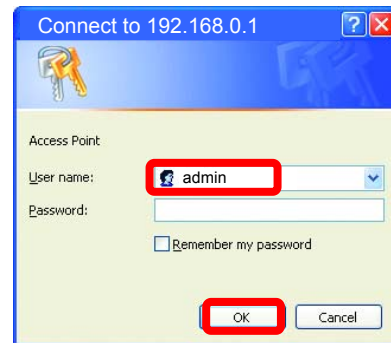 Connect to 192.168.0.1
Access Point
User name:
admin
Password:
Remember my password
OK
Cancel